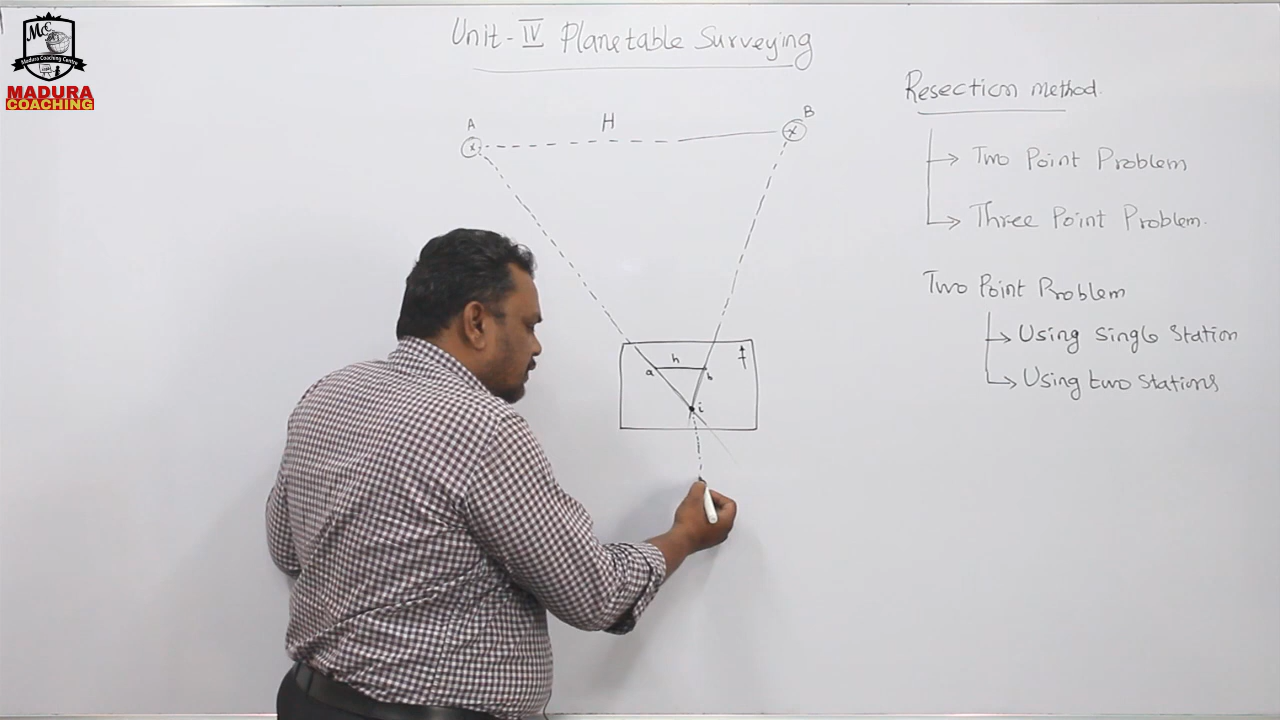 MC
Madura Coaching Centre
MADURA
COACHING
Unit-IV Planetable Surveying
A
H
B
a
h
b
i
Resection method.
Two Point Problem
Three Point Problem.
Two Point Problem
Using single Station
Using two Stations